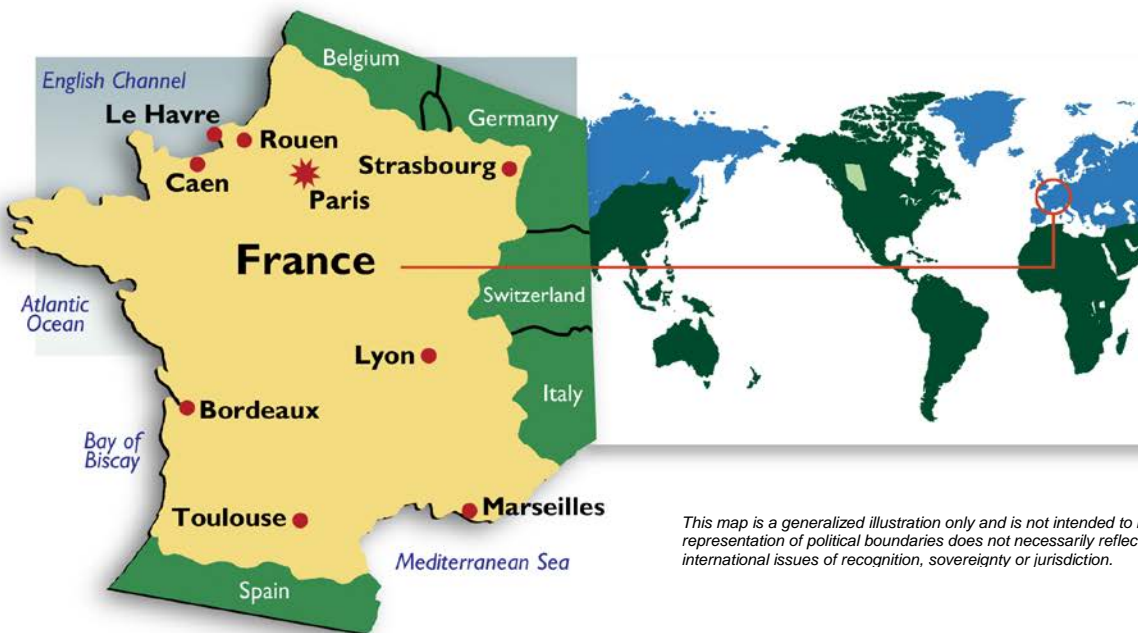 Belgium
English Channel
Germany
Le Havre
Rouen
Strasbourg
Caen
Paris
France
Switzerland
Atlantic
Ocean
Lyon
Italy
Bordeaux
Bay of
Biscay
Marseilles
Toulouse
This map is a generalized illustration only and is not intended to
representation of political boundaries does not necessarily reflec
international issues of recognition, sovereignty or jurisdiction.
Mediterranean Sea
Spain